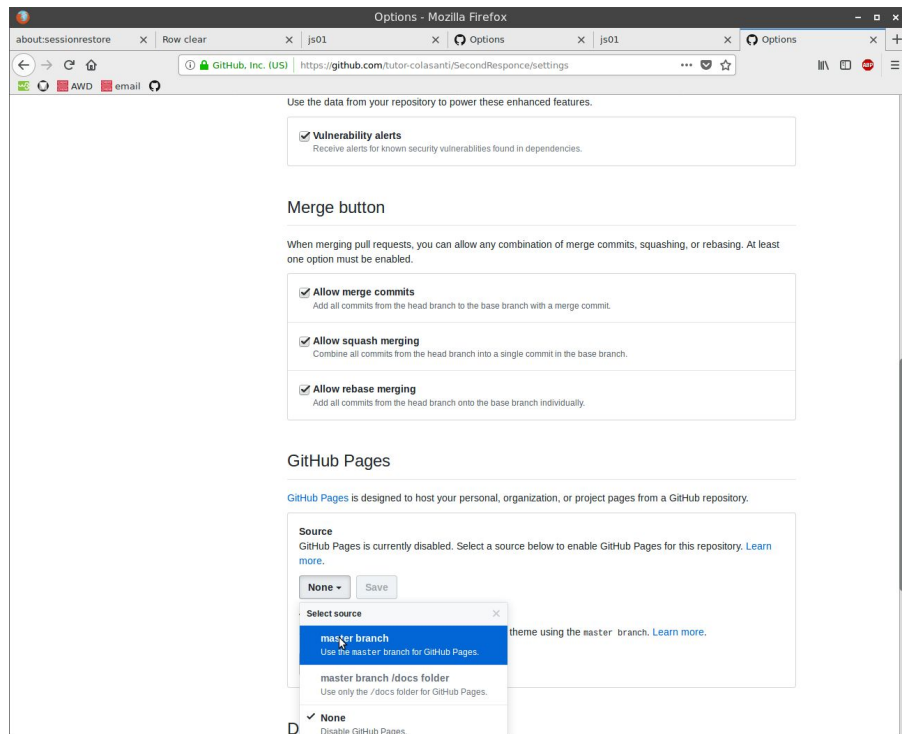 Options - Mozilla Firefox
about:sessionrestore
Row clear
js01
Options
js01
Options
GitHub, Inc. (US) https://github.com/tutor-colasanti/SecondResponce/settings
AWD email
Use the data from your repository to power these enhanced features.
Vulnerability alerts
Receive alerts for known security vulnerablities found in dependencies.
Merge button
When merging pull requests, you can allow any combination of merge commits, squashing, or rebasing. At least
one option must be enabled.
Allow merge commits
Add all commits from the head branch to the base branch with a merge commit.
Allow squash merging
Combine all commits from the head branch into a single commit in the base branch.
Allow rebase merging
Add all commits from the head branch onto the base branch individually.
GitHub Pages
GitHub Pages is designed to host your personal, organization, or project pages from a GitHub repository.
Source
GitHub Pages is currently disabled. Select a source below to enable GitHub Pages for this repository. Learn
more.
None Save
Select source
theme using the master branch. Learn more.
master branch
Use the master branch for GitHub Pages.
master branch /docs folder
Use only the /docs folder for GitHub Pages.
None
D
Disable GitHub Pages.